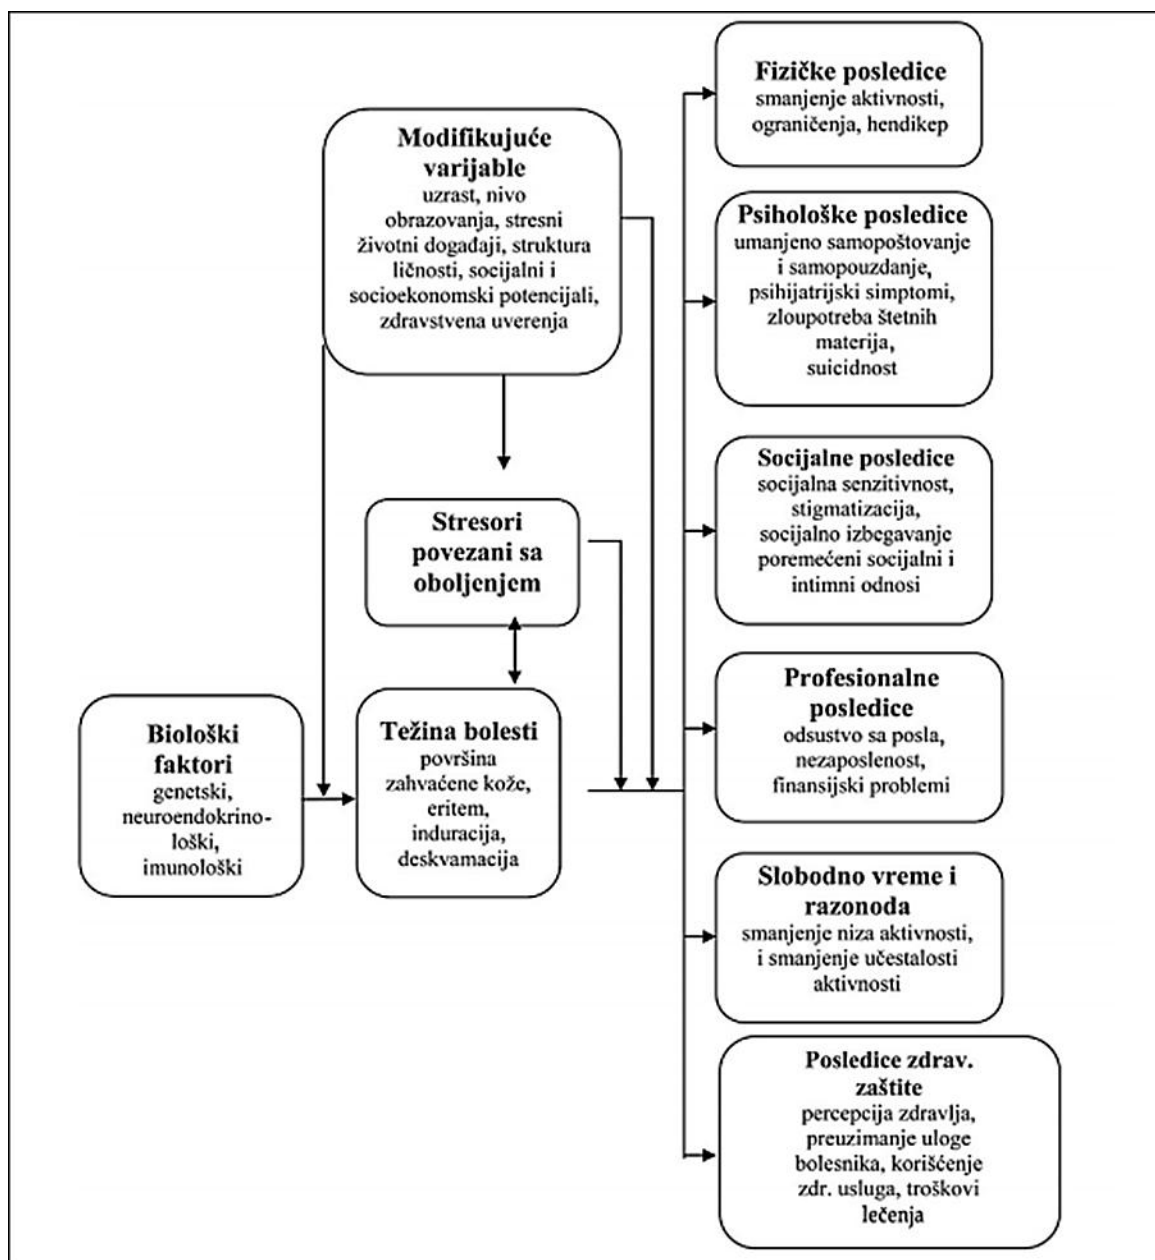 Fizičke posledice
smanjenje aktivnosti,
ograničenja, hendikep
Modifikujuće
varijable
uzrast, nivo
obrazovanja, stresni
životni događaji, struktura
ličnosti, socijalni i
socioekonomski potencijali,
zdravstvena uverenja
Psihološke posledice
umanjeno samopoštovanje
i samopouzdanje,
psihijatrijski simptomi,
zloupotreba štetnih
materija,
suicidnost
Socijalne posledice
socijalna senzitivnost,
stigmatizacija,
socijalno izbegavanje
poremećeni socijalni i
intimni odnosi
Stresori
povezani sa
oboljenjem
Biološki
faktori
genetski,
neuroendokrino-
loški,
imunološki
Težina bolesti
površina
zahvaćene kože,
eritem,
induracija,
deskvamacija
Profesionalne
posledice
odsustvo sa posla,
nezaposlenost,
finansijski problemi
Slobodno vreme i
razonoda
smanjenje niza aktivnosti,
i smanjenje učestalosti
aktivnosti
Posledice zdrav.
zaštite
percepcija zdravlja,
preuzimanje uloge
bolesnika, korišćenje
zdr. usluga, troškovi
lečenja